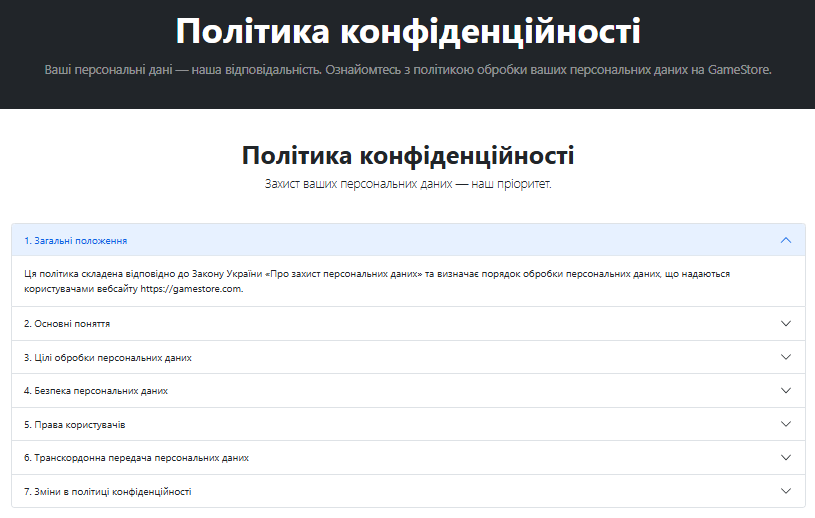 Політика конфіденційності
Ваші персональні дані — наша відповідальність. Ознайомтесь з політикою обробки ваших персональних даних на GameStore.
Політика конфіденційності
Захист ваших персональних даних — наш пріоритет.
1. Загальні положення
Ця політика складена відповідно до Закону України «Про захист персональних даних» та визначає порядок обробки персональних даних, що надаються
користувачами вебсайту https://gamestore.com.
2. Основні поняття
3. Цілі обробки персональних даних
4. Безпека персональних даних
5. Права користувачів
6. Транскордонна передача персональних даних
7. Зміни в політиці конфіденційності